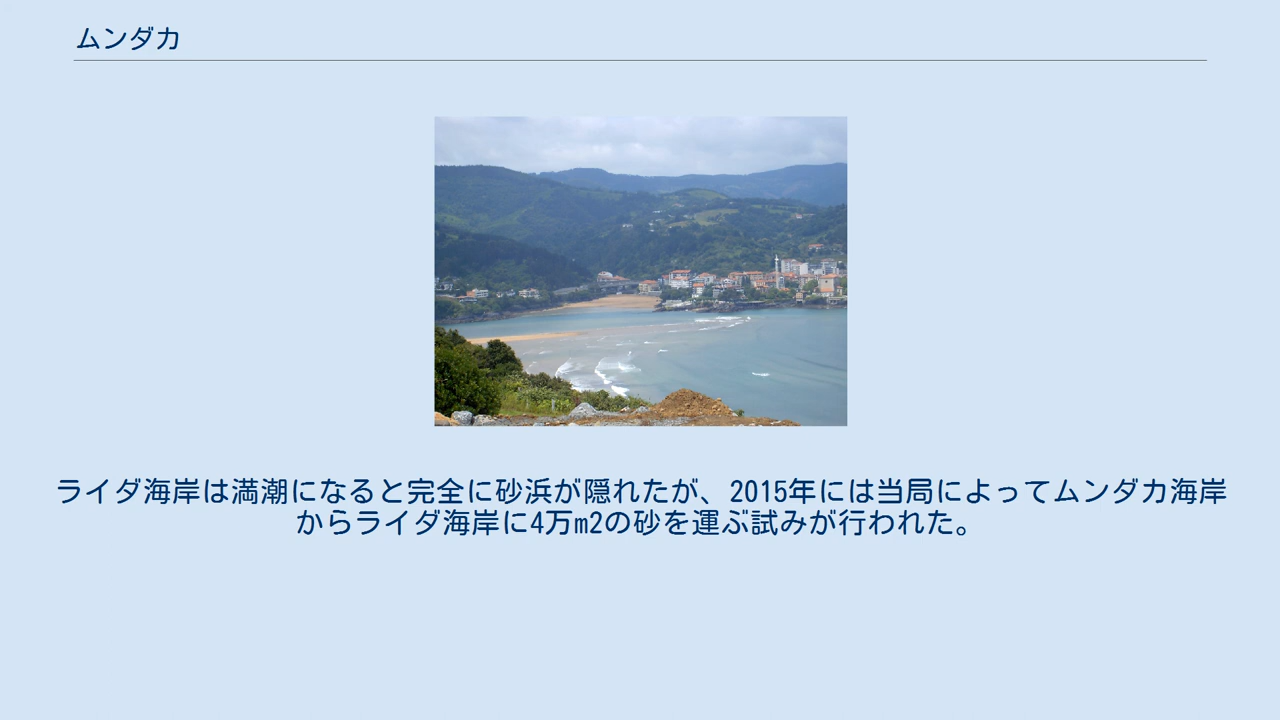 ムンダカ
ライダ海岸は満潮になると完全に砂浜が隠れたが、2015年には当局によってムンダカ海岸
からライダ海岸に4万m2の砂を運ぶ試みが行われた。